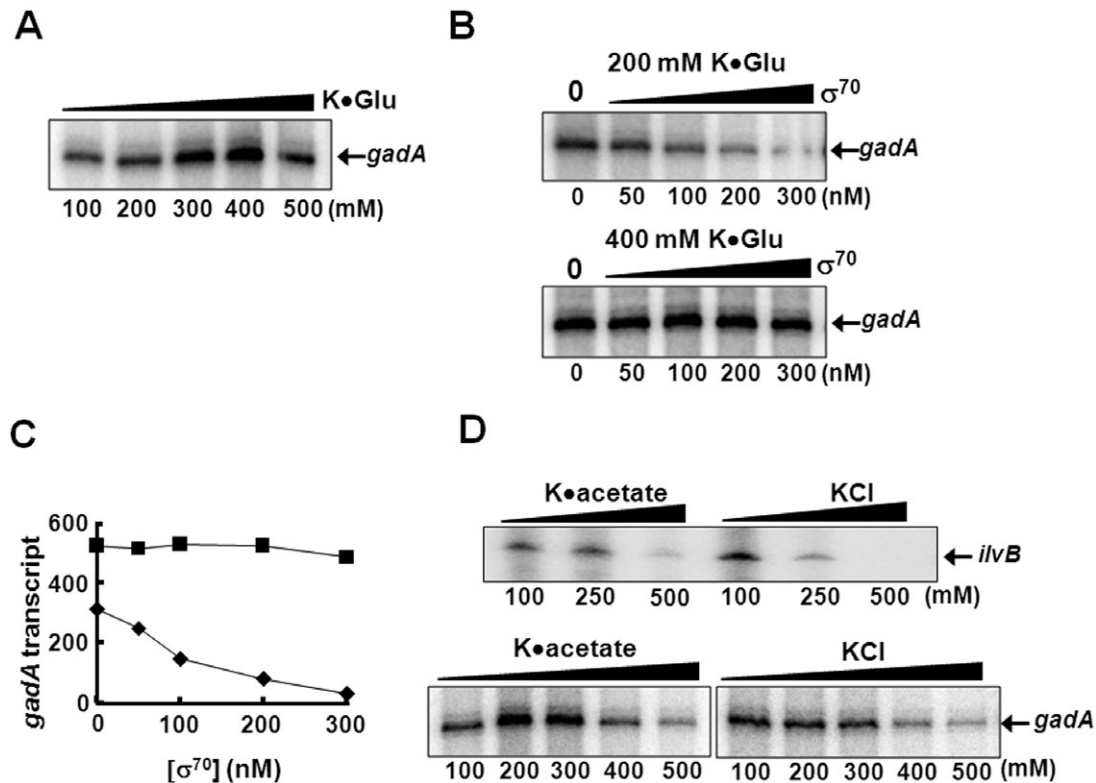 A
K•Glu
gadA
100 200 300 400 500 (mM)
B
200 mM K•Glu
0 σ⁷⁰
gadA
0 50 100 200 300 (nM)
400 mM K•Glu
0 σ⁷⁰
gadA
0 50 100 200 300 (nM)
C
gadA transcript
600
400
200
0
0 100 200 300
[σ⁷⁰] (nM)
D
K•acetate KCl
ilvB
100 250 500 100 250 500 (mM)
K•acetate KCl
gadA
100 200 300 400 500 100 200 300 400 500 (mM)